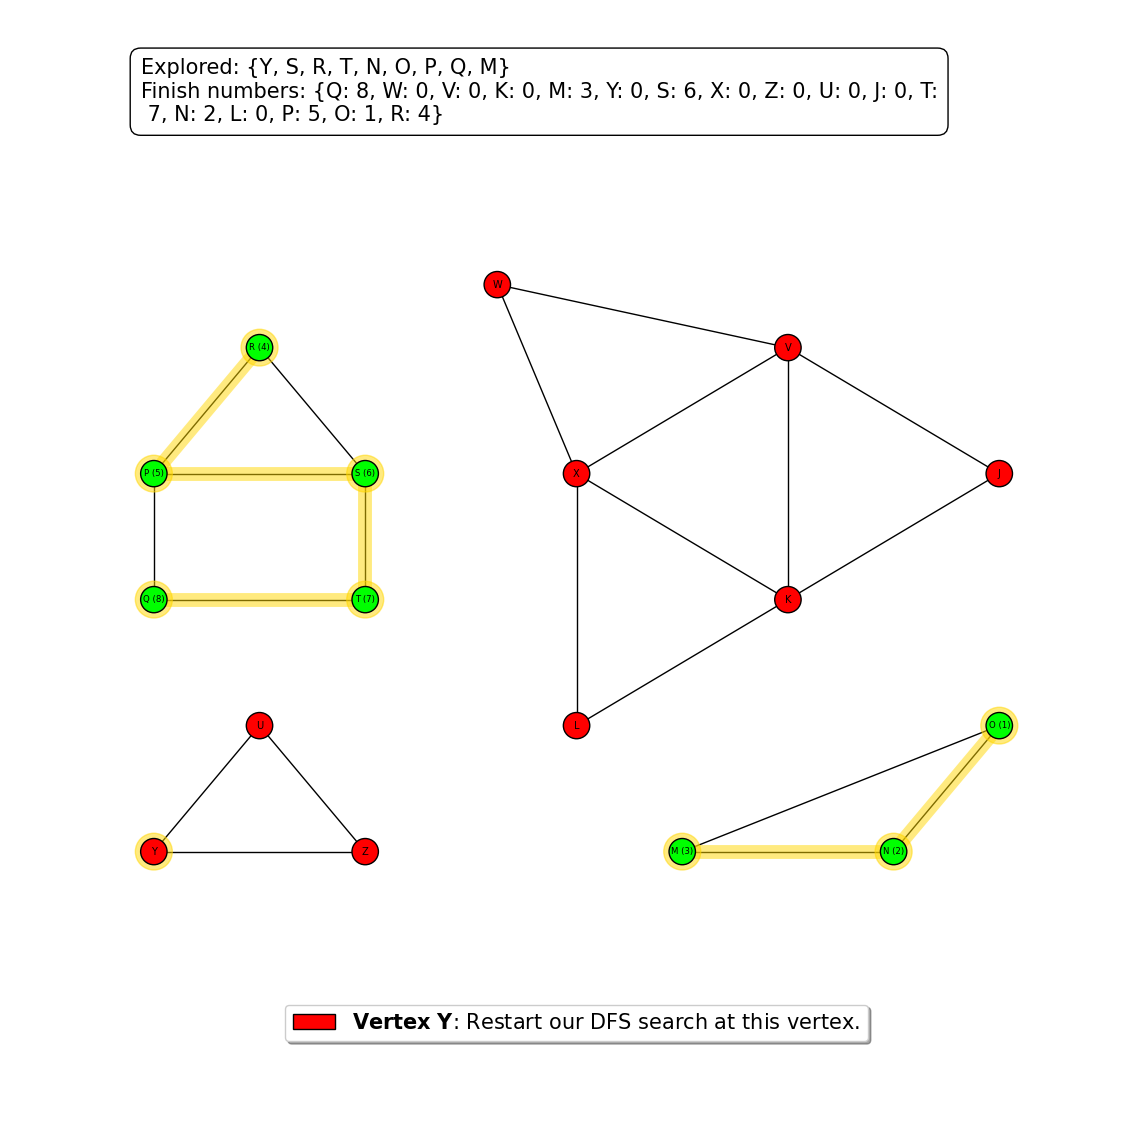 Explored: {Y, S, R, T, N, O, P, Q, M}
Finish numbers: {Q: 8, W: 0, V: 0, K: 0, M: 3, Y: 0, S: 6, X: 0, Z: 0, U: 0, J: 0, T:
7, N: 2, L: 0, P: 5, O: 1, R: 4}
W
R (4)
V
P (5)
S (6)
X
J
Q (8)
T (7)
K
U
L
O (1)
Y
Z
M (3)
N (2)
Vertex Y: Restart our DFS search at this vertex.